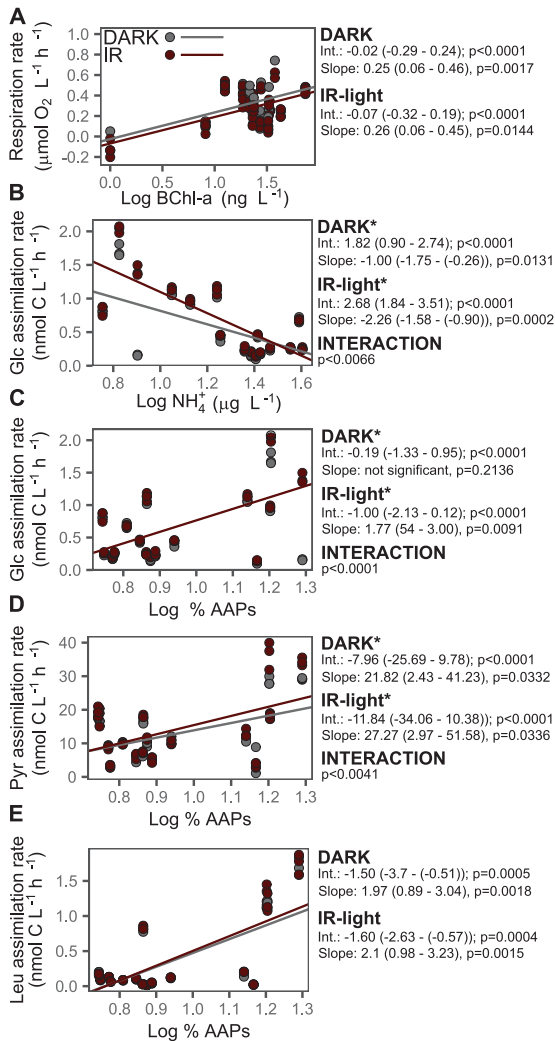 A
DARK
IR
Respiration rate
(μmol O2 L-1 h-1)
0.8
0.6
0.4
0.2
0.0
-0.2
0.0
0.5
1.0
1.5
Log BChl-a (ng L-1)
DARK
Int.: -0.02 (-0.29 - 0.24); p<0.0001
Slope: 0.25 (0.06 - 0.46), p=0.0017
IR-light
Int.: -0.07 (-0.32 - 0.19); p<0.0001
Slope: 0.26 (0.06 - 0.45), p=0.0144
B
Glc assimilation rate
(nmol C L-1 h-1)
2.0
1.5
1.0
0.5
0.0
0.8
1.0
1.2
1.4
1.6
Log NH4+ (μg L-1)
DARK*
Int.: 1.82 (0.90 - 2.74); p<0.0001
Slope: -1.00 (-1.75 - (-0.26)), p=0.0131
IR-light*
Int.: 2.68 (1.84 - 3.51); p<0.0001
Slope: -2.26 (-1.58 - (-0.90)), p=0.0002
INTERACTION
p<0.0066
C
Glc assimilation rate
(nmol C L-1 h-1)
2.0
1.5
1.0
0.5
0.0
0.8
0.9
1.0
1.1
1.2
1.3
Log % AAPs
DARK*
Int.: -0.19 (-1.33 - 0.95); p<0.0001
Slope: not significant, p=0.2136
IR-light*
Int.: -1.00 (-2.13 - 0.12); p<0.0001
Slope: 1.77 (54 - 3.00), p=0.0091
INTERACTION
p<0.0001
D
Pyr assimilation rate
(nmol C L-1 h-1)
40
30
20
10
0
0.8
0.9
1.0
1.1
1.2
1.3
Log % AAPs
DARK*
Int.: -7.96 (-25.69 - 9.78); p<0.0001
Slope: 21.82 (2.43 - 41.23), p=0.0332
IR-light*
Int.: -11.84 (-34.06 - 10.38)); p<0.0001
Slope: 27.27 (2.97 - 51.58), p=0.0336
INTERACTION
p<0.0041
E
Leu assimilation rate
(nmol C L-1 h-1)
1.5
1.0
0.5
0.0
0.8
0.9
1.0
1.1
1.2
1.3
Log % AAPs
DARK
Int.: -1.50 (-3.7 - (-0.51)); p=0.0005
Slope: 1.97 (0.89 - 3.04), p=0.0018
IR-light
Int.: -1.60 (-2.63 - (-0.57)); p=0.0004
Slope: 2.1 (0.98 - 3.23), p=0.0015